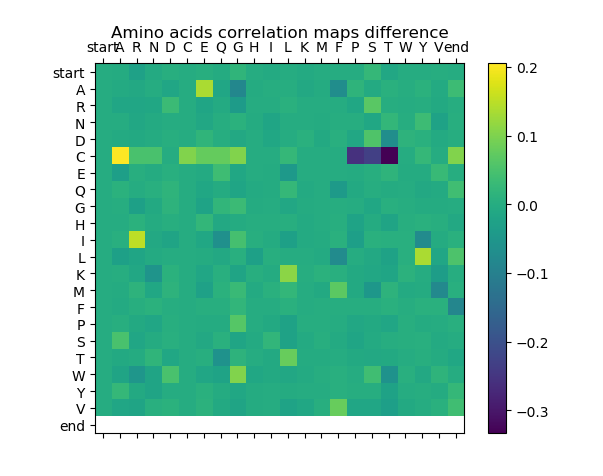 Amino acids correlation maps difference
start A R N D C E Q G H I L K M F P S T W Y V end
start
A
R
N
D
C
E
Q
G
H
I
L
K
M
F
P
S
T
W
Y
V
end
0.2
0.1
0.0
−0.1
−0.2
−0.3